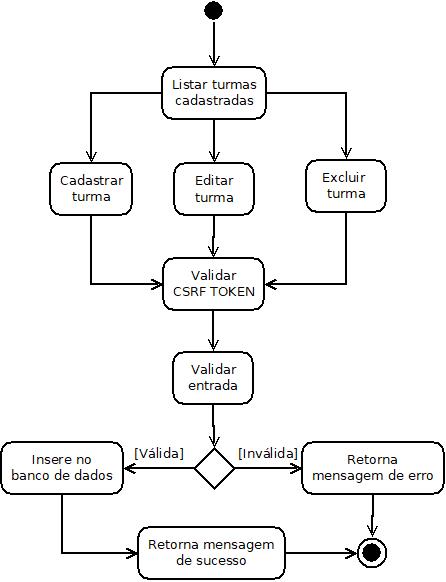 Listar turmas
cadastradas
Cadastrar
turma
Editar
turma
Excluir
turma
Validar
CSRF TOKEN
Validar
entrada
[Válida]
[Inválida]
Insere no
banco de dados
Retorna
mensagem de erro
Retorna mensagem
de sucesso